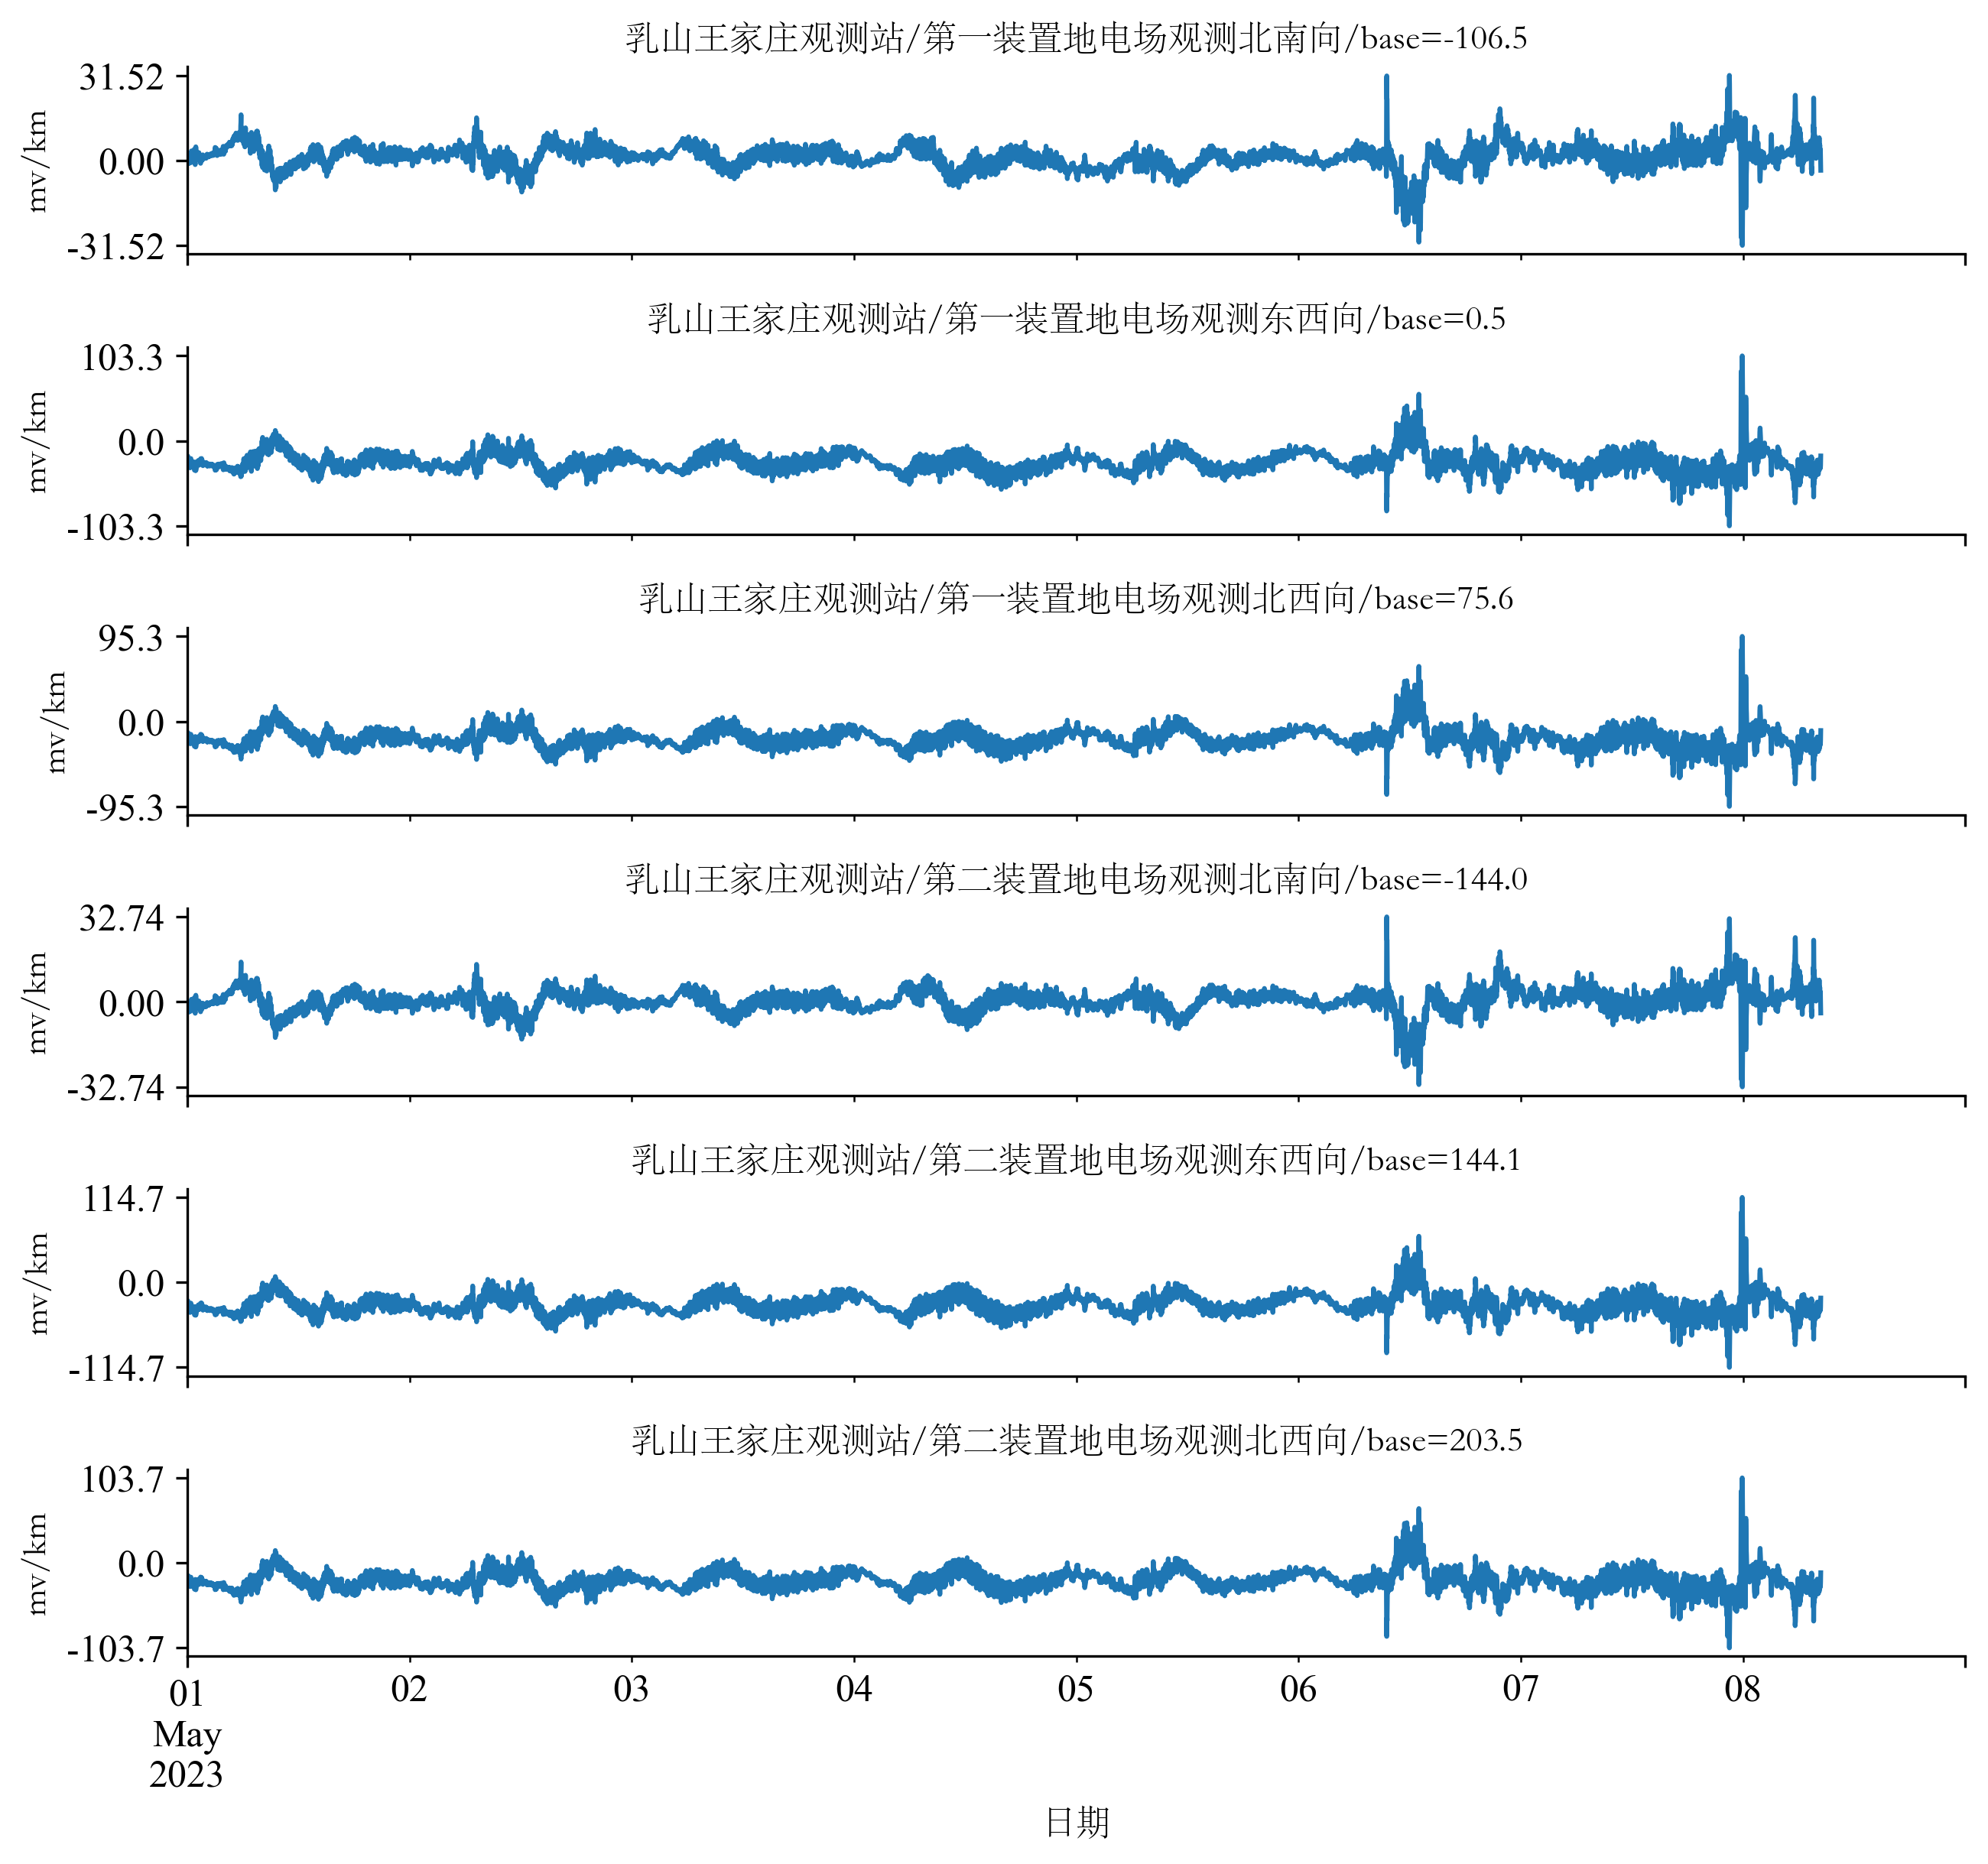 乳山王家庄观测站/第一装置地电场观测北南向/base=-106.5
31.52
0.00
-31.52
mv/km
乳山王家庄观测站/第一装置地电场观测东西向/base=0.5
103.3
0.0
-103.3
mv/km
乳山王家庄观测站/第一装置地电场观测北西向/base=75.6
95.3
0.0
-95.3
mv/km
乳山王家庄观测站/第二装置地电场观测北南向/base=-144.0
32.74
0.00
-32.74
mv/km
乳山王家庄观测站/第二装置地电场观测东西向/base=144.1
114.7
0.0
-114.7
mv/km
乳山王家庄观测站/第二装置地电场观测北西向/base=203.5
103.7
0.0
-103.7
mv/km
01 02 03 04 05 06 07 08
May
2023
日期